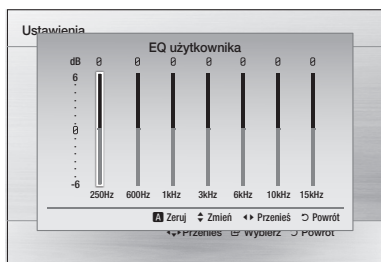 Ustawienia
EQ użytkownika
dB 0 0 0 0 0 0 0
6
0
-6
250Hz 600Hz 1kHz 3kHz 6kHz 10kHz 15kHz
A Zeruj Zmień Przenieś Powrót
Przenieś Wybierz Powrót